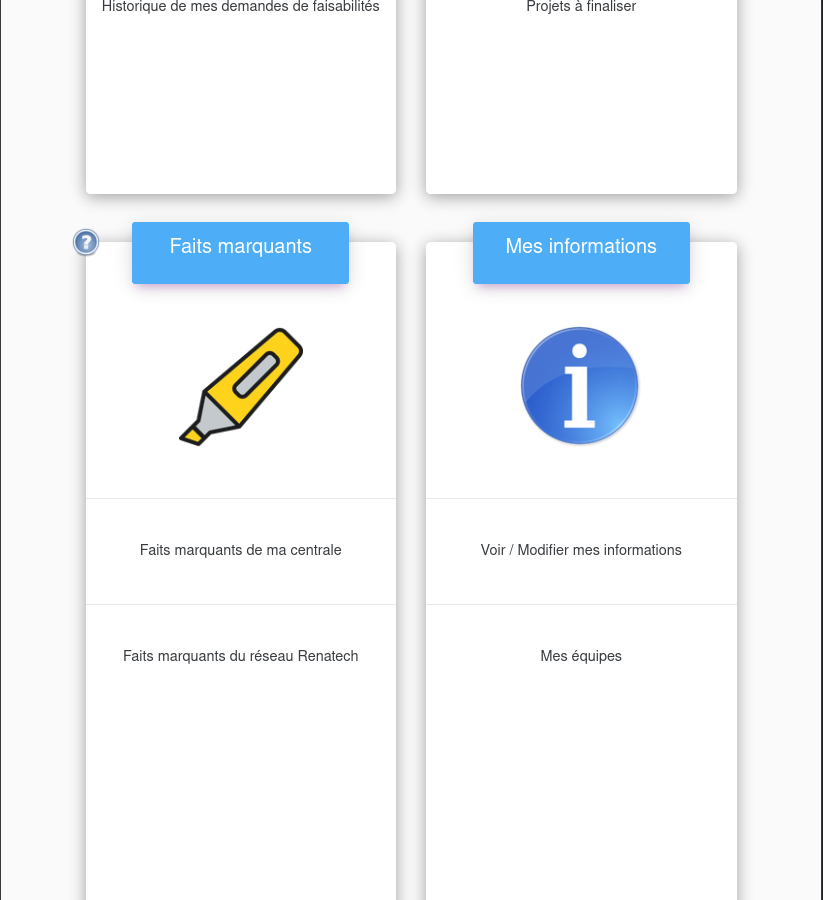 Historique de mes demandes de faisabilités
Projets à finaliser
?
Faits marquants
Mes informations
i
Faits marquants de ma centrale
Voir / Modifier mes informations
Faits marquants du réseau Renatech
Mes équipes